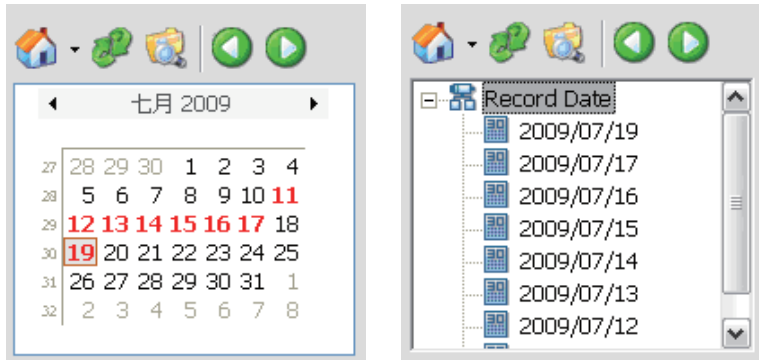 七月 2009
27 28 29 30 1 2 3 4
28 5 6 7 8 9 10 11
29 12 13 14 15 16 17 18
30 19 20 21 22 23 24 25
31 26 27 28 29 30 31 1
32 2 3 4 5 6 7 8
Record Date
2009/07/19
2009/07/17
2009/07/16
2009/07/15
2009/07/14
2009/07/13
2009/07/12